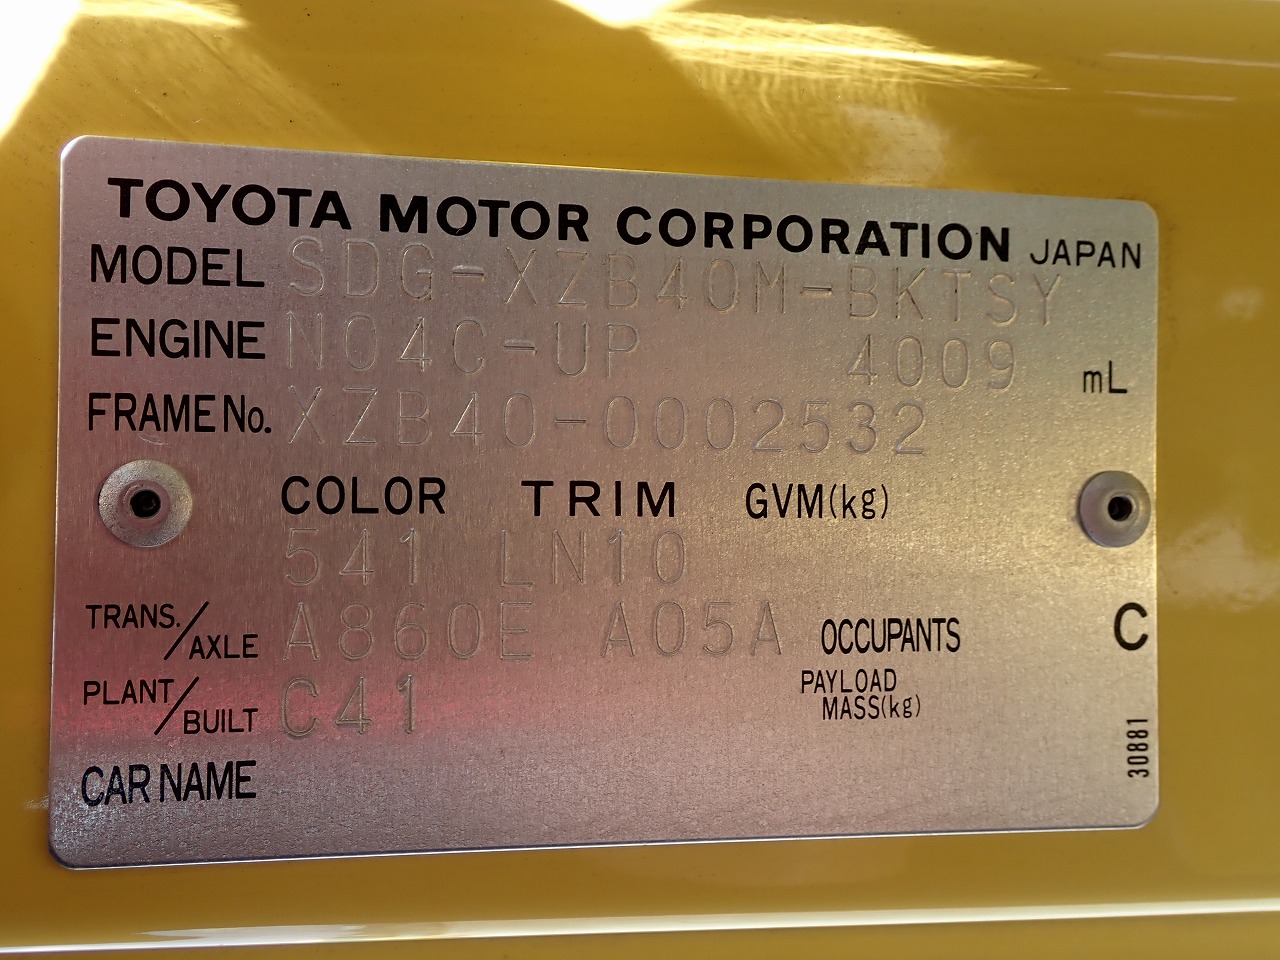 TOYOTA MOTOR CORPORATION JAPAN
MODEL SDG-XZB40M-BKTSY
ENGINE N04C-UP 4009 mL
FRAME No. XZB40-0002532
COLOR TRIM GVM(kg)
541 LN10
TRANS./AXLE A860E A05A OCCUPANTS C
PLANT/BUILT C41 PAYLOAD MASS(kg)
CAR NAME
30881